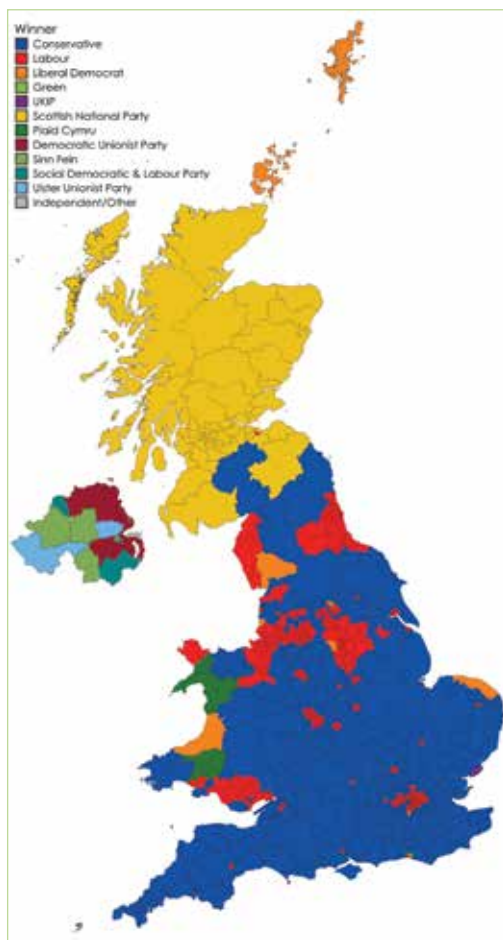 Winner
Conservative
Labour
Liberal Democrat
Green
UKIP
Scottish National Party
Plaid Cymru
Democratic Unionist Party
Sinn Fein
Social Democratic & Labour Party
Ulster Unionist Party
Independent/Other